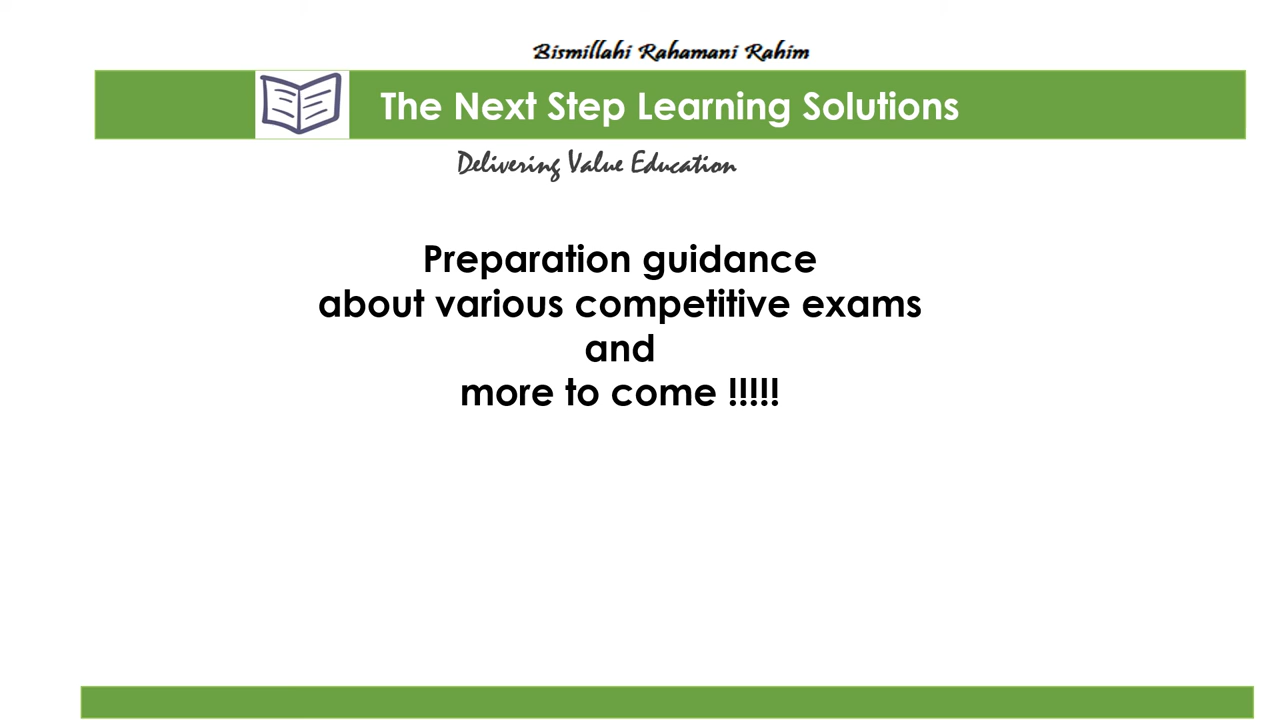 Bismillahi Rahamani Rahim
The Next Step Learning Solutions
Delivering Value Education
Preparation guidance
about various competitive exams
and
more to come !!!!!